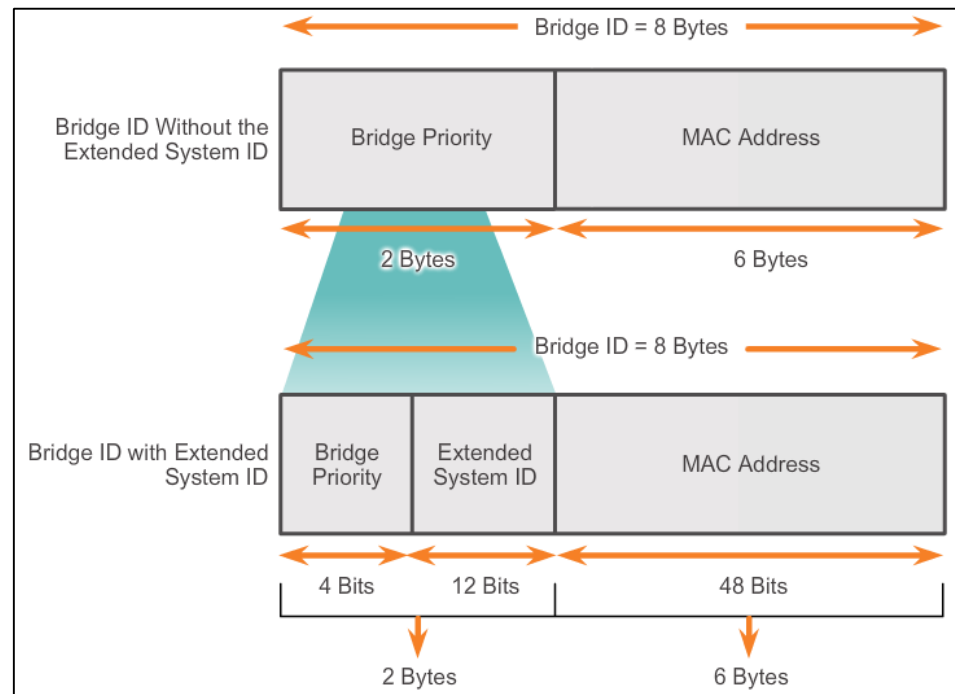 Bridge ID = 8 Bytes
Bridge ID Without the
Extended System ID
Bridge Priority
MAC Address
2 Bytes
6 Bytes
Bridge ID = 8 Bytes
Bridge ID with Extended
System ID
Bridge
Priority
Extended
System ID
MAC Address
4 Bits
12 Bits
48 Bits
2 Bytes
6 Bytes